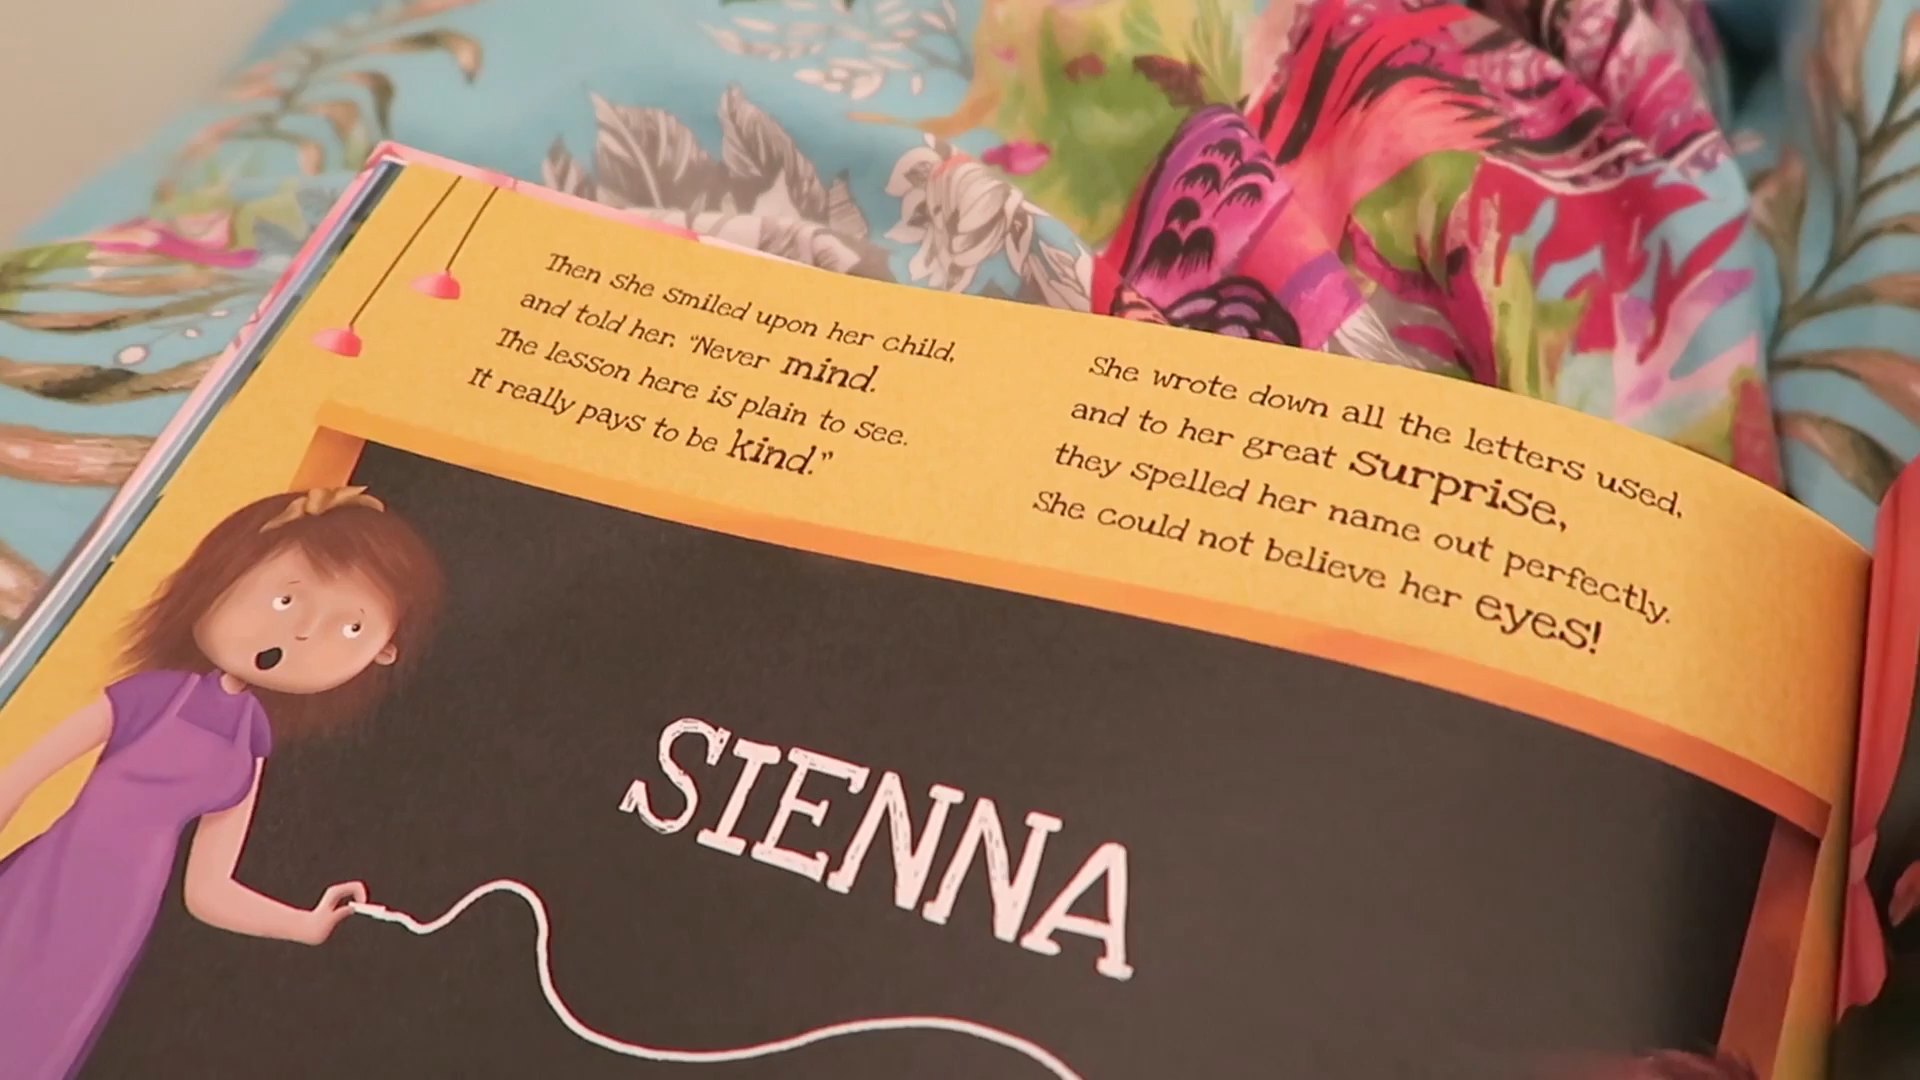 Then she smiled upon her child,
and told her, “Never mind.
The lesson here is plain to see.
It really pays to be kind.”
She wrote down all the letters used,
and to her great surprise,
they spelled her name out perfectly.
She could not believe her eyes!
SIENNA